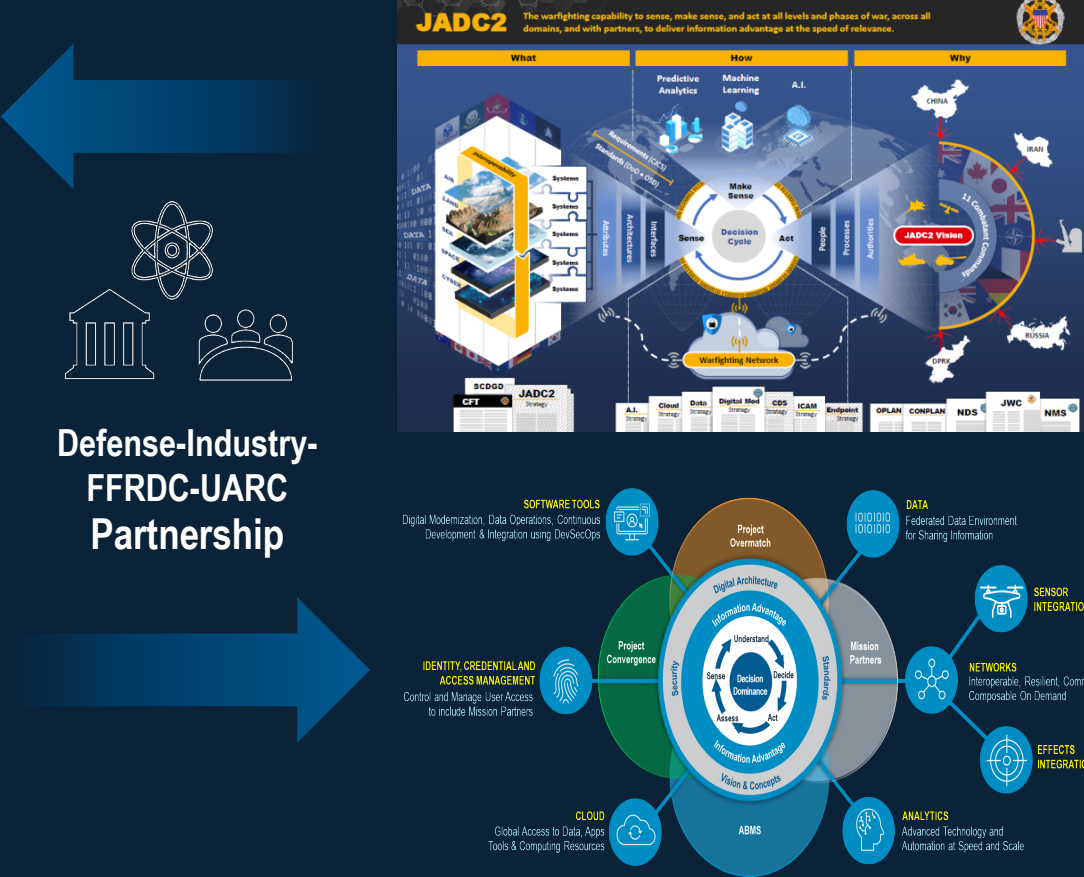 JADC2
The warfighting capability to sense, make sense, and act at all levels and phases of war, across all
domains, and with partners, to deliver information advantage at the speed of relevance.
What
How
Why
Predictive
Analytics
Machine
Learning
A.I.
CHINA
IRAN
RUSSIA
DPRK
Requirements (CJCS)
Standards (DoD & OSD)
Interoperability
AIR
LAND
SEA
SPACE
CYBER
DATA
DATA
DATA
Systems
Systems
Systems
Systems
Systems
Attributes
Architectures
Interfaces
Make
Sense
Sense
Decision
Cycle
Act
People
Processes
Authorities
JADC2 Vision
11 Combatant Commands
Warfighting Network
SCDGD
CFT
JADC2
Strategy
A.I.
Strategy
Cloud
Strategy
Data
Strategy
Digital Mod
Strategy
CDS
Strategy
ICAM
Strategy
Endpoint
Strategy
OPLAN
CONPLAN
NDS
JWC
NMS
Defense-Industry-
FFRDC-UARC
Partnership
SOFTWARE TOOLS
Digital Modernization, Data Operations, Continuous
Development & Integration using DevSecOps
DATA
Federated Data Environment
for Sharing Information
1010101
1010101
SENSOR
INTEGRATIO
NETWORKS
Interoperable, Resilient, Com
Composable On Demand
EFFECTS
INTEGRATIO
ANALYTICS
Advanced Technology and
Automation at Speed and Scale
CLOUD
Global Access to Data, Apps
Tools & Computing Resources
IDENTITY, CREDENTIAL AND
ACCESS MANAGEMENT
Control and Manage User Access
to include Mission Partners
Project
Overmatch
Project
Convergence
Mission
Partners
ABMS
Digital Architecture
Security
Standards
Vision & Concepts
Information Advantage
Information Advantage
Understand
Sense
Decide
Assess
Act
Decision
Dominance